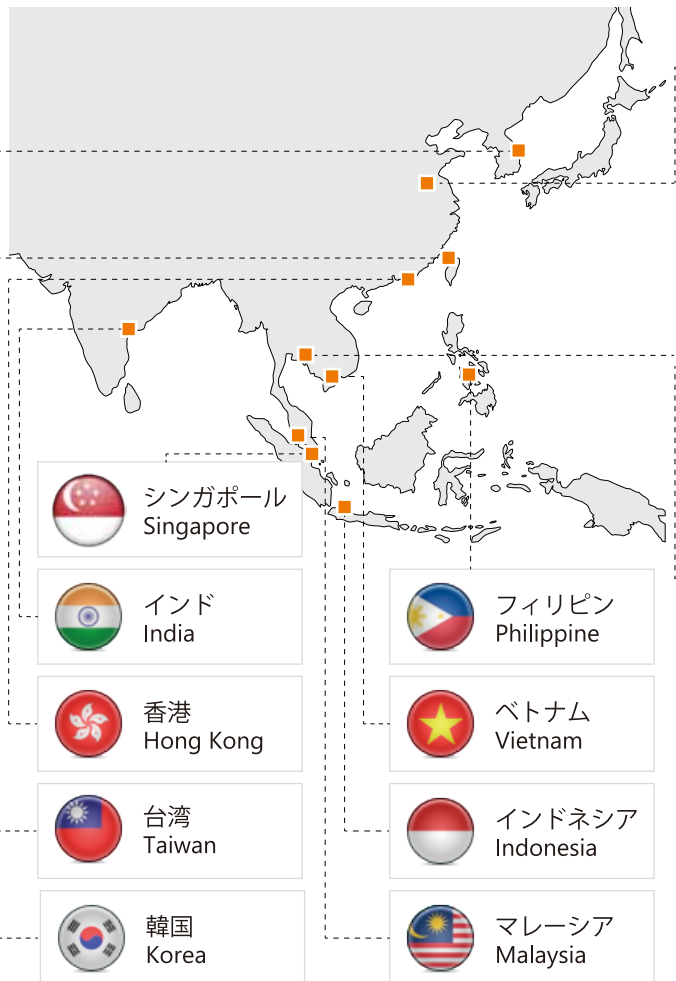 シンガポール
Singapore
インド
India
香港
Hong Kong
台湾
Taiwan
韓国
Korea
フィリピン
Philippine
ベトナム
Vietnam
インドネシア
Indonesia
マレーシア
Malaysia